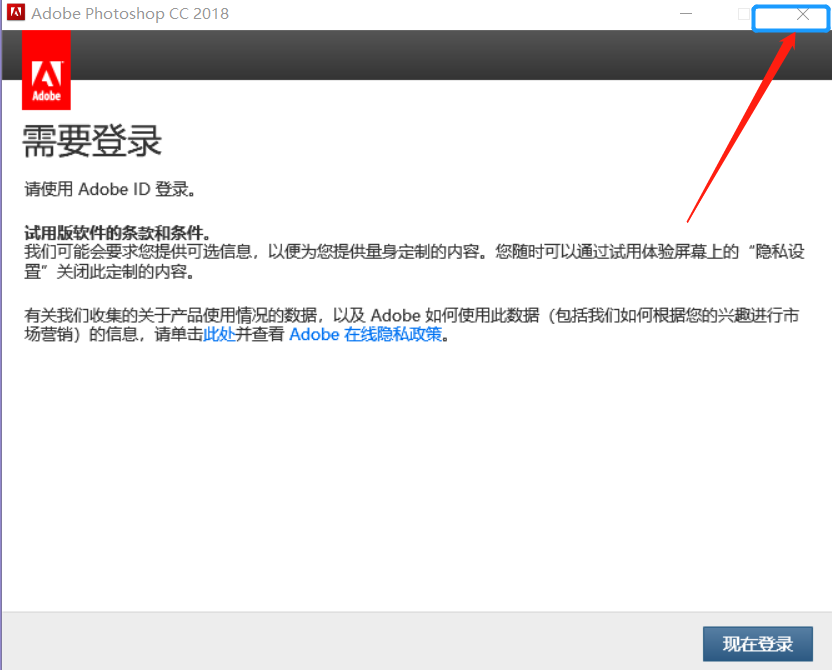 Adobe Photoshop CC 2018
Adobe
需要登录
请使用 Adobe ID 登录。
试用版软件的条款和条件。
我们可能会要求您提供可选信息，以便为您提供量身定制的内容。您随时可以通过试用体验屏幕上的“隐私设
置”关闭此定制的内容。
有关我们收集的关于产品使用情况的数据，以及 Adobe 如何使用此数据（包括我们如何根据您的兴趣进行市
场营销）的信息，请单击此处并查看 Adobe 在线隐私政策。
现在登录